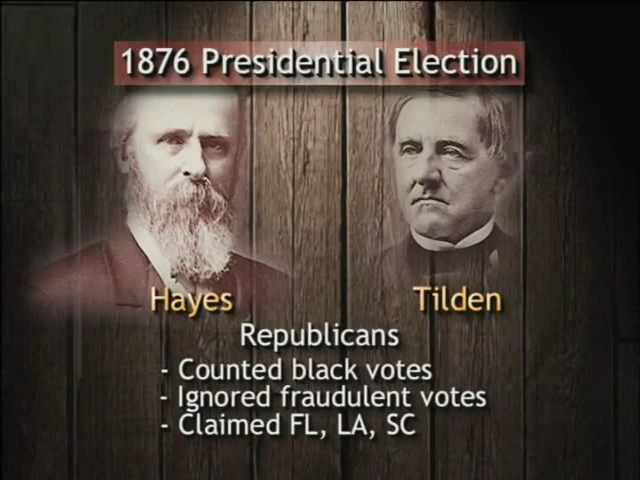 1876 Presidential Election
Hayes
Tilden
Republicans
- Counted black votes
- Ignored fraudulent votes
- Claimed FL, LA, SC